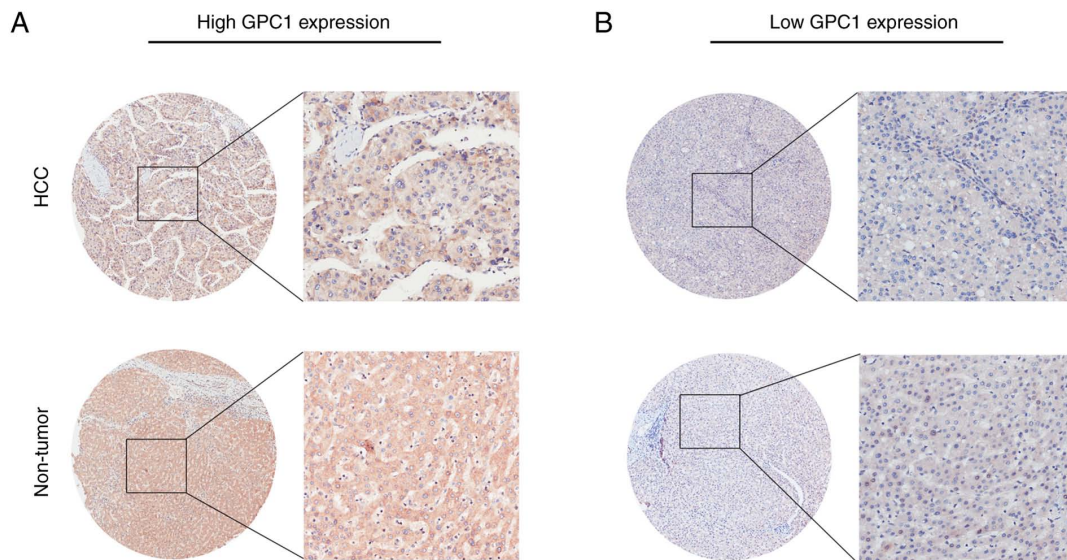 A
High GPC1 expression
B
Low GPC1 expression
HCC
Non-tumor